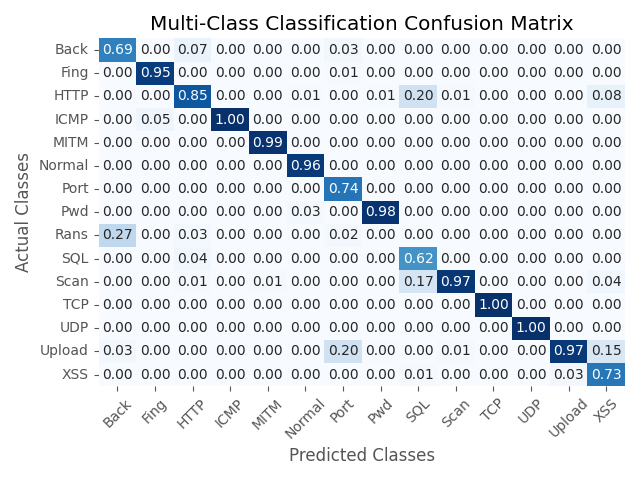 Multi-Class Classification Confusion Matrix
Actual Classes
Back 0.69 0.00 0.07 0.00 0.00 0.00 0.03 0.00 0.00 0.00 0.00 0.00 0.00 0.00
Fing 0.00 0.95 0.00 0.00 0.00 0.00 0.01 0.00 0.00 0.00 0.00 0.00 0.00 0.00
HTTP 0.00 0.00 0.85 0.00 0.00 0.01 0.00 0.01 0.20 0.01 0.00 0.00 0.00 0.08
ICMP 0.00 0.05 0.00 1.00 0.00 0.00 0.00 0.00 0.00 0.00 0.00 0.00 0.00 0.00
MITM 0.00 0.00 0.00 0.00 0.99 0.00 0.00 0.00 0.00 0.00 0.00 0.00 0.00 0.00
Normal 0.00 0.00 0.00 0.00 0.00 0.96 0.00 0.00 0.00 0.00 0.00 0.00 0.00 0.00
Port 0.00 0.00 0.00 0.00 0.00 0.00 0.74 0.00 0.00 0.00 0.00 0.00 0.00 0.00
Pwd 0.00 0.00 0.00 0.00 0.00 0.03 0.00 0.98 0.00 0.00 0.00 0.00 0.00 0.00
Rans 0.27 0.00 0.03 0.00 0.00 0.00 0.02 0.00 0.00 0.00 0.00 0.00 0.00 0.00
SQL 0.00 0.00 0.04 0.00 0.00 0.00 0.00 0.00 0.62 0.00 0.00 0.00 0.00 0.00
Scan 0.00 0.00 0.01 0.00 0.01 0.00 0.00 0.00 0.17 0.97 0.00 0.00 0.00 0.04
TCP 0.00 0.00 0.00 0.00 0.00 0.00 0.00 0.00 0.00 0.00 1.00 0.00 0.00 0.00
UDP 0.00 0.00 0.00 0.00 0.00 0.00 0.00 0.00 0.00 0.00 0.00 1.00 0.00 0.00
Upload 0.03 0.00 0.00 0.00 0.00 0.00 0.20 0.00 0.00 0.01 0.00 0.00 0.97 0.15
XSS 0.00 0.00 0.00 0.00 0.00 0.00 0.00 0.00 0.01 0.00 0.00 0.00 0.03 0.73
Back Fing HTTP ICMP MITM Normal Port Pwd SQL Scan TCP UDP Upload XSS
Predicted Classes